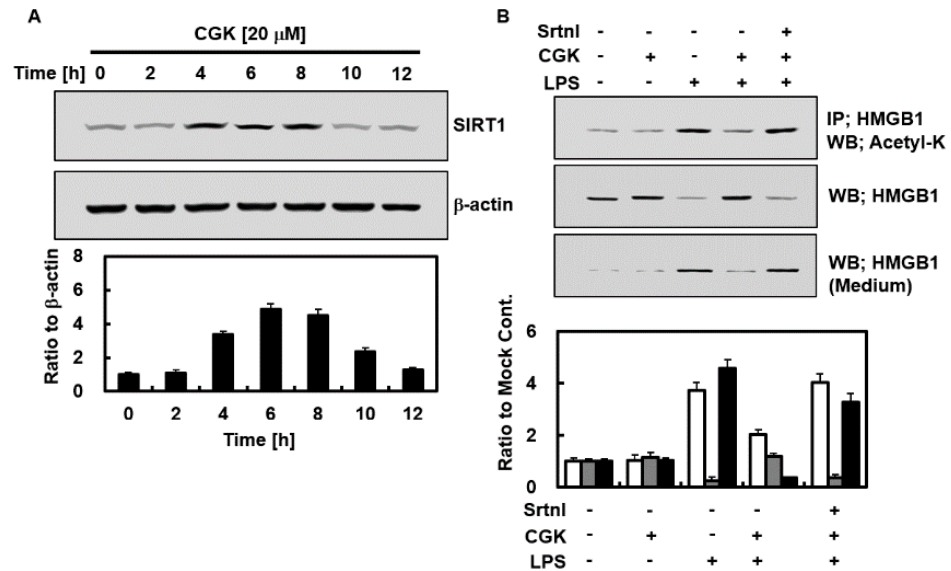 A
CGK [20 μM]
Time [h] 0 2 4 6 8 10 12
SIRT1
β-actin
Ratio to β-actin
8
6
4
2
0
0 2 4 6 8 10 12
Time [h]
B
SrtnI - - - - +
CGK - + - + +
LPS - - + + +
IP; HMGB1
WB; Acetyl-K
WB; HMGB1
WB; HMGB1
(Medium)
Ratio to Mock Cont.
6
4
2
0
SrtnI - - - - +
CGK - + - + +
LPS - - + + +